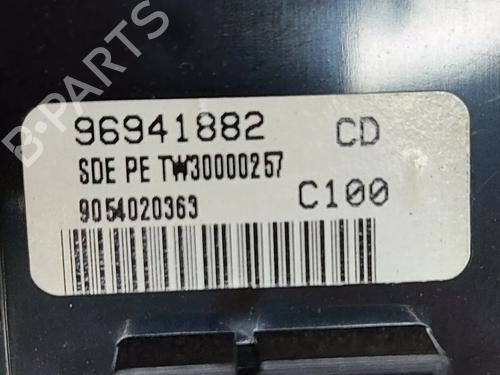 B-PARTS
96941882 CD
SDE PE TW30000257
9054020363 C100